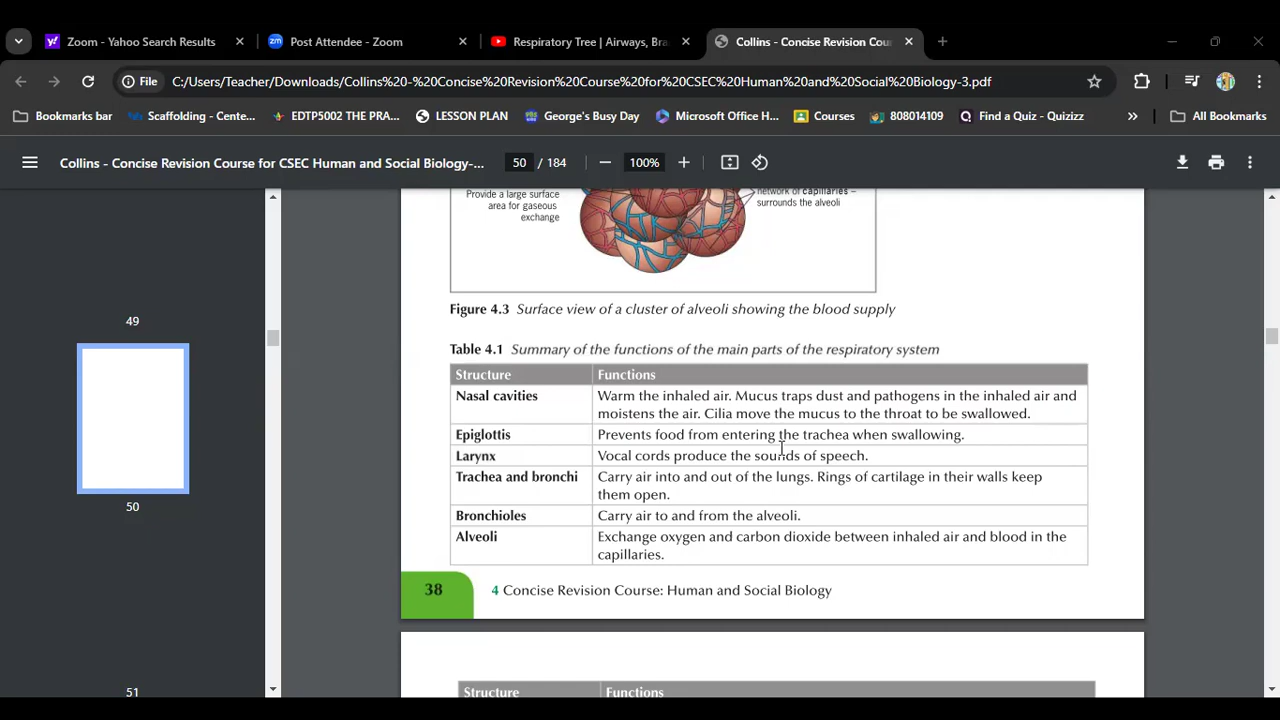 Zoom - Yahoo Search Results
Post Attendee - Zoom
Respiratory Tree | Airways, Bra
Collins - Concise Revision Cour
File
C:/Users/Teacher/Downloads/Collins%20-%20Concise%20Revision%20Course%20for%20CSEC%20Human%20and%20Social%20Biology-3.pdf
Bookmarks bar
Scaffolding - Cente...
EDTP5002 THE PRA...
LESSON PLAN
George's Busy Day
Microsoft Office H...
Courses
808014109
Find a Quiz - Quizizz
All Bookmarks
Collins - Concise Revision Course for CSEC Human and Social Biology-...
50 / 184
100%
Provide a large surface
area for gaseous
exchange
network of capillaries –
surrounds the alveoli
49
50
51
Figure 4.3 Surface view of a cluster of alveoli showing the blood supply
Table 4.1 Summary of the functions of the main parts of the respiratory system
Structure Functions
Nasal cavities Warm the inhaled air. Mucus traps dust and pathogens in the inhaled air and
moistens the air. Cilia move the mucus to the throat to be swallowed.
Epiglottis Prevents food from entering the trachea when swallowing.
Larynx Vocal cords produce the sounds of speech.
Trachea and bronchi Carry air into and out of the lungs. Rings of cartilage in their walls keep
them open.
Bronchioles Carry air to and from the alveoli.
Alveoli Exchange oxygen and carbon dioxide between inhaled air and blood in the
capillaries.
38 4 Concise Revision Course: Human and Social Biology
Structure Functions